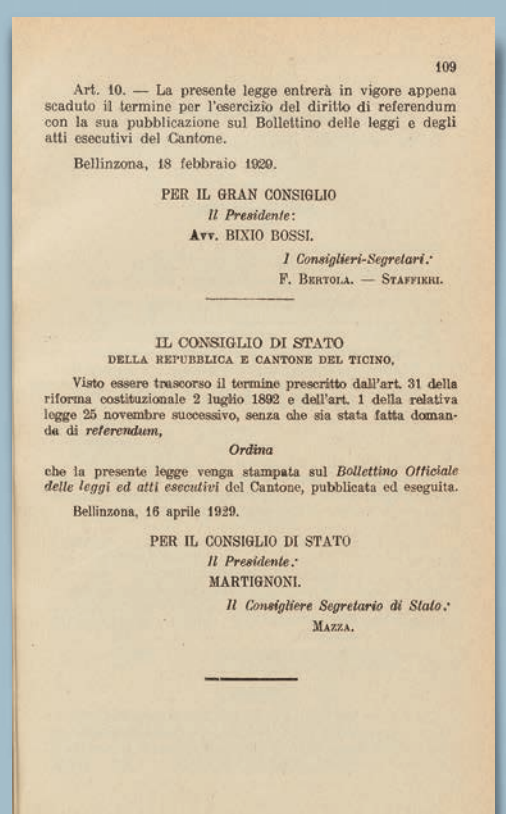 109
Art. 10. — La presente legge entrerà in vigore appena
scaduto il termine per l'esercizio del diritto di referendum
con la sua pubblicazione sul Bollettino delle leggi e degli
atti esecutivi del Cantone.
Bellinzona, 18 febbraio 1929.
PER IL GRAN CONSIGLIO
Il Presidente:
Avv. BIXIO BOSSI.
I Consiglieri-Segretari:
F. BERTOLA. — STAFFIERI.
IL CONSIGLIO DI STATO
DELLA REPUBBLICA E CANTONE DEL TICINO,
Visto essere trascorso il termine prescritto dall'art. 31 della
riforma costituzionale 2 luglio 1892 e dell'art. 1 della relativa
legge 25 novembre successivo, senza che sia stata fatta doman-
da di referendum,
Ordina
che la presente legge venga stampata sul Bollettino Officiale
delle leggi ed atti esecutivi del Cantone, pubblicata ed eseguita.
Bellinzona, 16 aprile 1929.
PER IL CONSIGLIO DI STATO
Il Presidente:
MARTIGNONI.
Il Consigliere Segretario di Stato:
MAZZA.